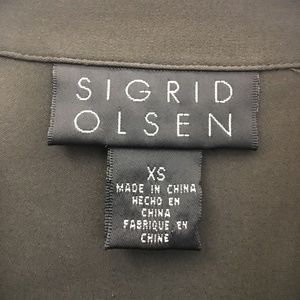 SIGRID
OLSEN
XS
MADE IN CHINA
HECHO EN
CHINA
FABRIQUE EN
CHINE